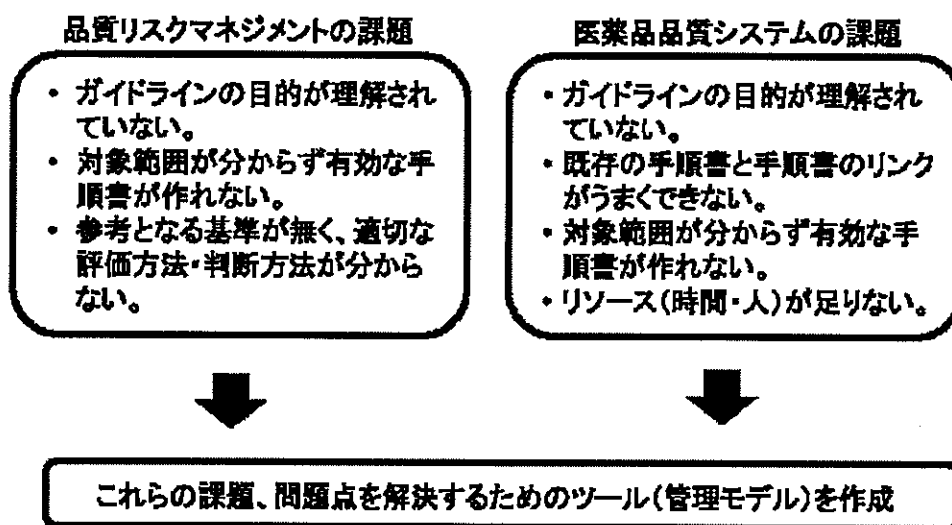 品質リスクマネジメントの課題
・ ガイドラインの目的が理解され
ていない。
・ 対象範囲が分からず有効な手
順書が作れない。
・ 参考となる基準が無く、適切な
評価方法・判断方法が分から
ない。
医薬品品質システムの課題
・ ガイドラインの目的が理解され
ていない。
・ 既存の手順書と手順書のリンク
がうまくできない。
・ 対象範囲が分からず有効な手
順書が作れない。
・ リソース(時間・人)が足りない。
これらの課題、問題点を解決するためのツール(管理モデル)を作成